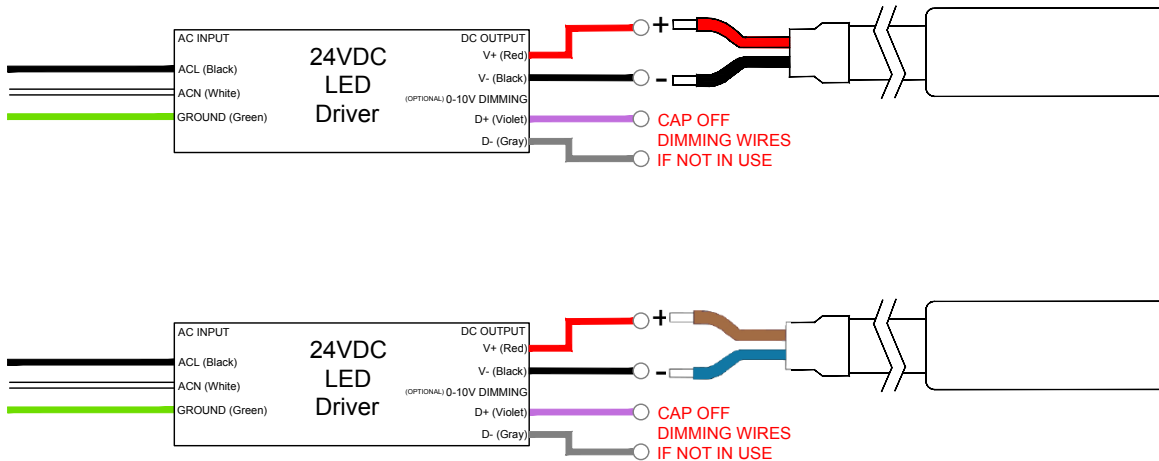 AC INPUT
DC OUTPUT
24VDC
LED
Driver
V+ (Red)
+
ACL (Black)
V- (Black)
-
ACN (White)
(OPTIONAL) 0-10V DIMMING
GROUND (Green)
D+ (Violet)
D- (Gray)
CAP OFF
DIMMING WIRES
IF NOT IN USE
AC INPUT
DC OUTPUT
24VDC
LED
Driver
V+ (Red)
+
ACL (Black)
V- (Black)
-
ACN (White)
(OPTIONAL) 0-10V DIMMING
GROUND (Green)
D+ (Violet)
D- (Gray)
CAP OFF
DIMMING WIRES
IF NOT IN USE